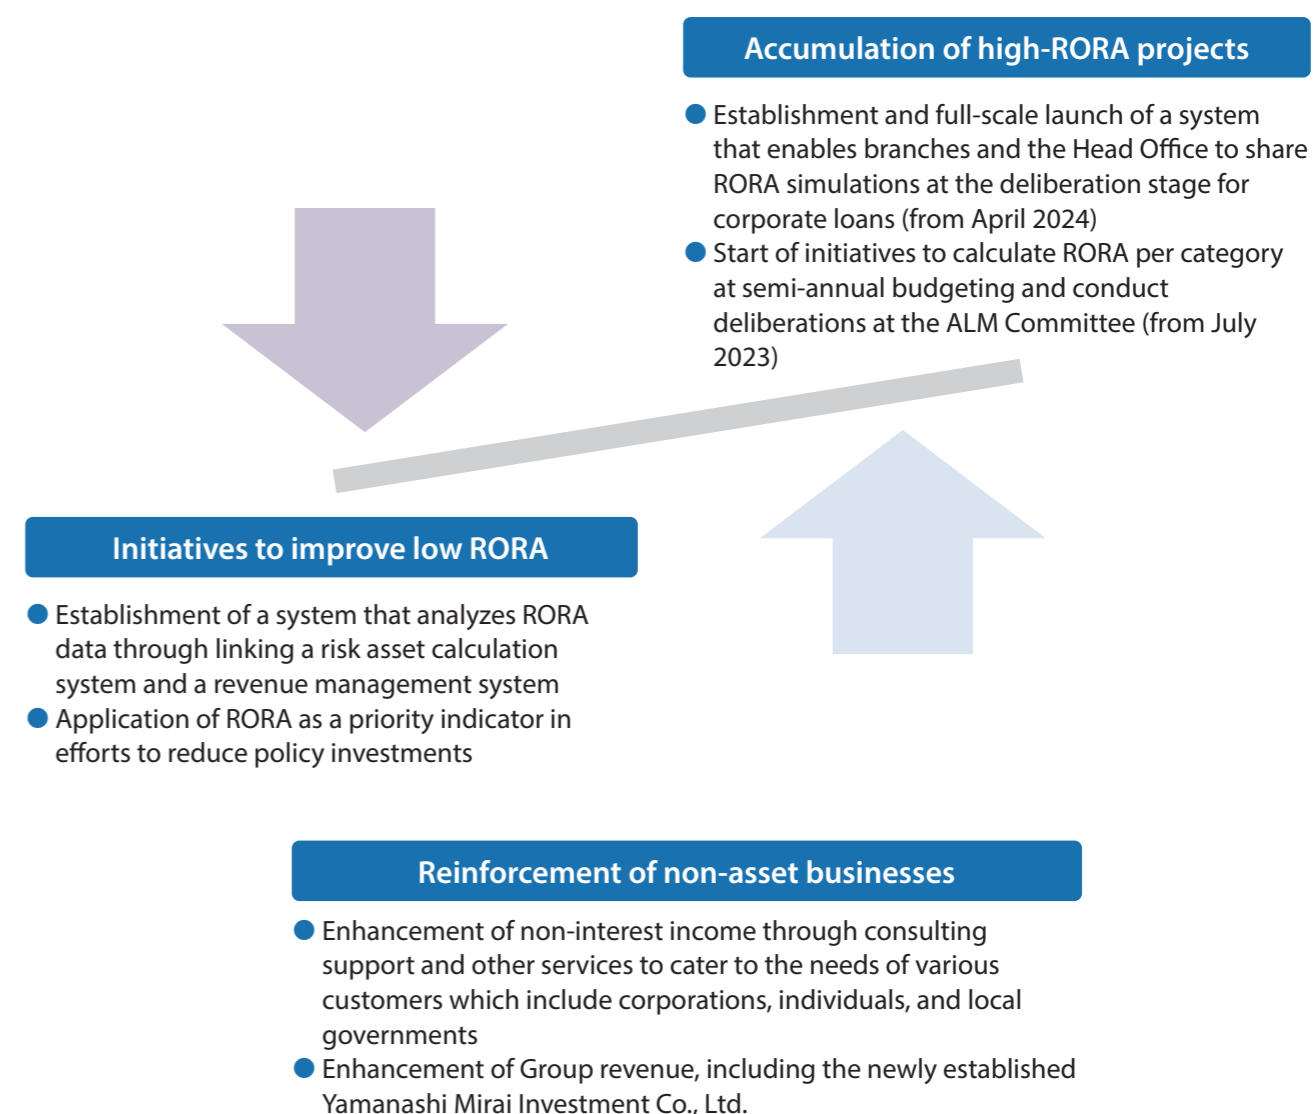 Accumulation of high-RORA projects
● Establishment and full-scale launch of a system
that enables branches and the Head Office to share
RORA simulations at the deliberation stage for
corporate loans (from April 2024)
● Start of initiatives to calculate RORA per category
at semi-annual budgeting and conduct
deliberations at the ALM Committee (from July
2023)
Initiatives to improve low RORA
● Establishment of a system that analyzes RORA
data through linking a risk asset calculation
system and a revenue management system
● Application of RORA as a priority indicator in
efforts to reduce policy investments
Reinforcement of non-asset businesses
● Enhancement of non-interest income through consulting
support and other services to cater to the needs of various
customers which include corporations, individuals, and local
governments
● Enhancement of Group revenue, including the newly established
Yamanashi Mirai Investment Co., Ltd.